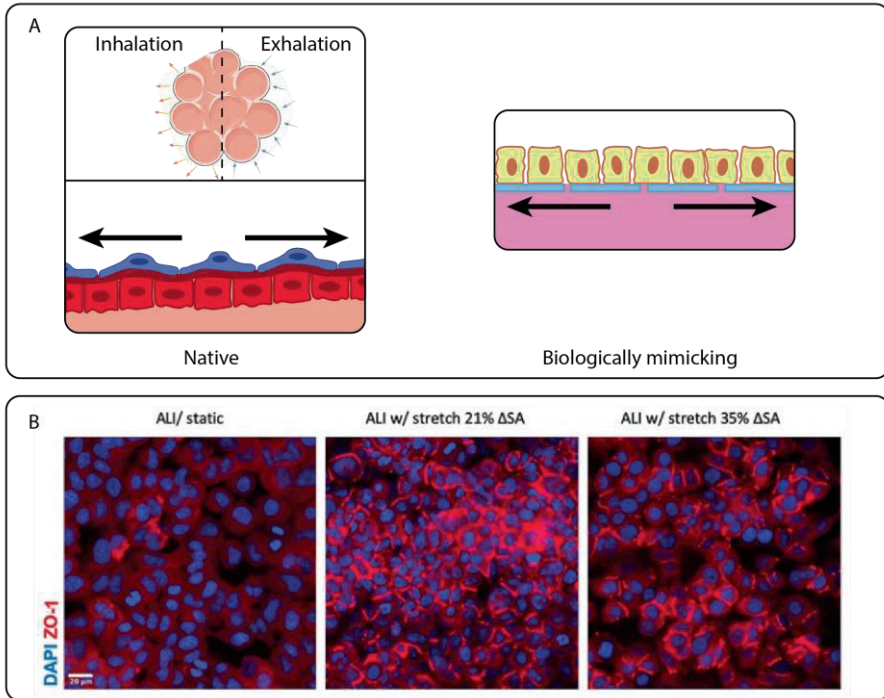 A
Inhalation Exhalation
Native
Biologically mimicking
B
ALI/ static
ALI w/ stretch 21% ΔSA
ALI w/ stretch 35% ΔSA
DAPI ZO-1
20 μm